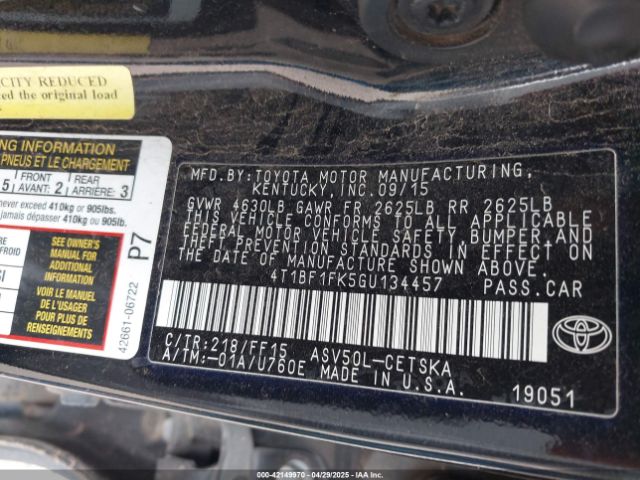 CITY REDUCED
ed the original load
NG INFORMATION
PNEUS ET LE CHARGEMENT
5 FRONT AVANT: 2 REAR ARRIÈRE: 3
exceed 410kg or 905lbs.
jamais dépasser 410kg ou 905lb.
SEE OWNER'S
MANUAL FOR
ADDITIONAL
INFORMATION
VOIR LE MANUEL
DE L'USAGER
POUR PLUS DE
RENSEIGNEMENTS
P7
42661-06722
MFD. BY: TOYOTA MOTOR MANUFACTURING,
KENTUCKY, INC. 09/15
GVWR 4630LB GAWR FR 2625LB RR 2625LB
THIS VEHICLE CONFORMS TO ALL APPLICABLE
FEDERAL MOTOR VEHICLE SAFETY, BUMPER, AND
THEFT PREVENTION STANDARDS IN EFFECT ON
THE DATE OF MANUFACTURE SHOWN ABOVE.
4T1BF1FK5GU134457 PASS.CAR
C/TR:218/FF15 ASV50L-CETSKA
A/TM:-01A/U760E MADE IN U.S.A.
TOYOTA
19051
000-42149970 - 04/29/2025 - IAAI.COM